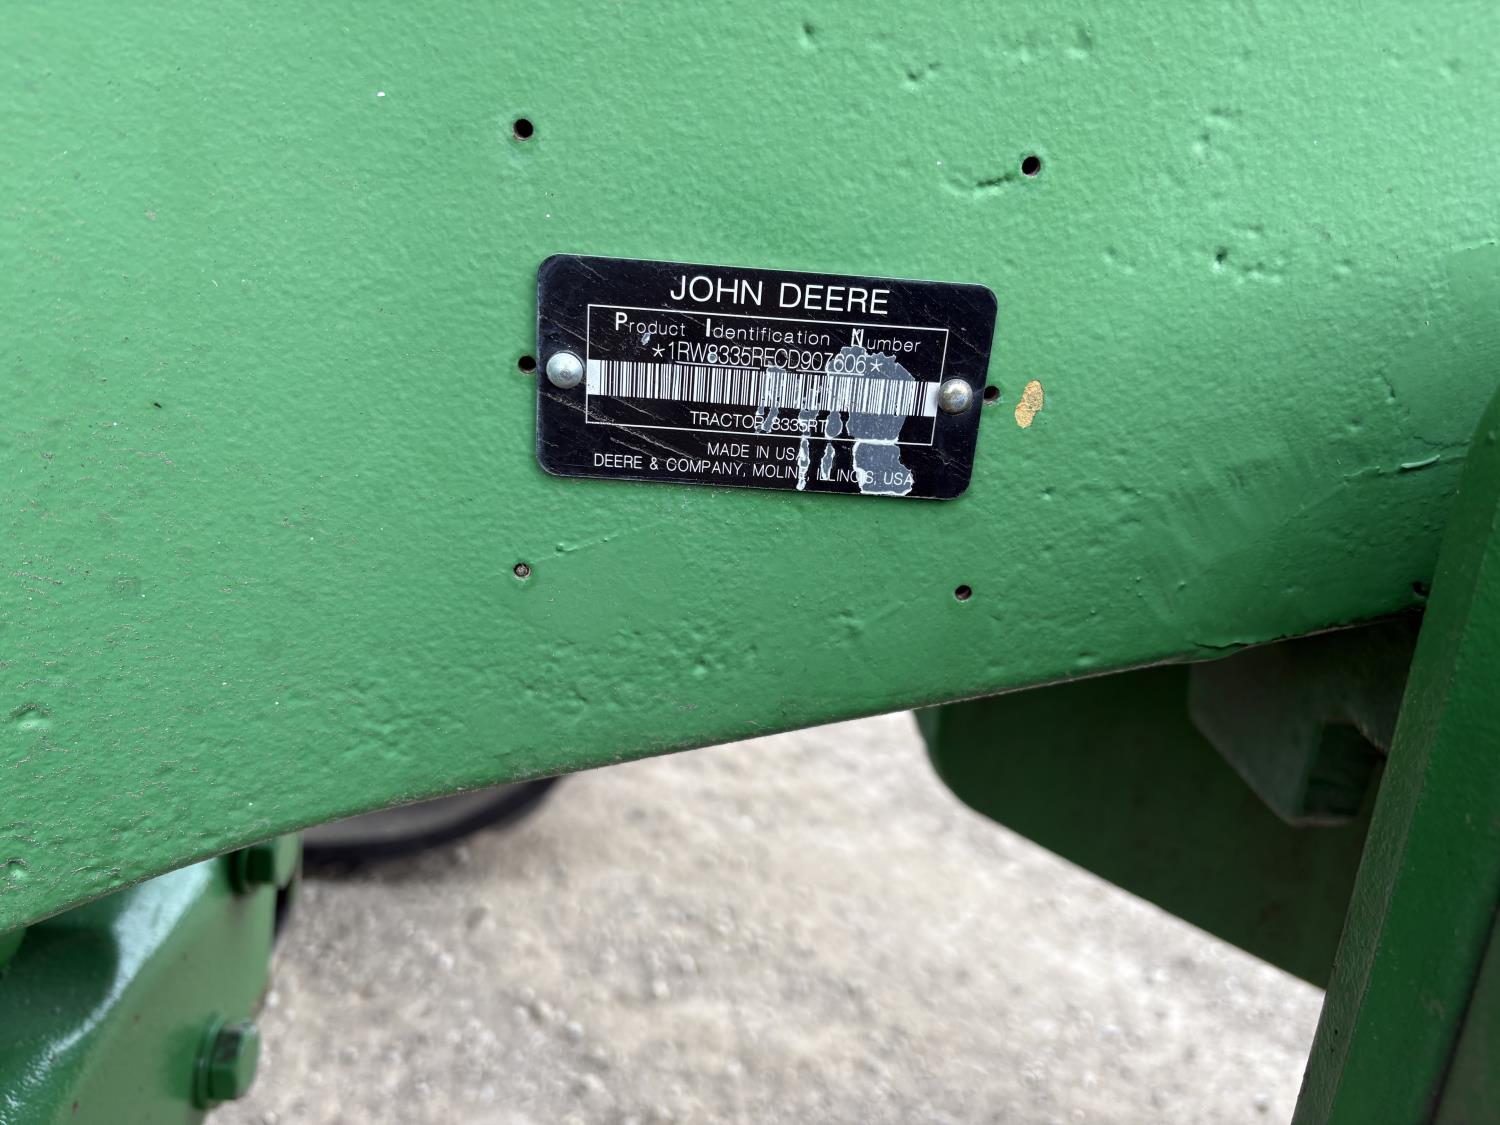 JOHN DEERE
Product Identification Number
*1RW8335RECD907606*
TRACTOR 8335RT
MADE IN USA
DEERE & COMPANY, MOLINE, ILLINOIS, USA